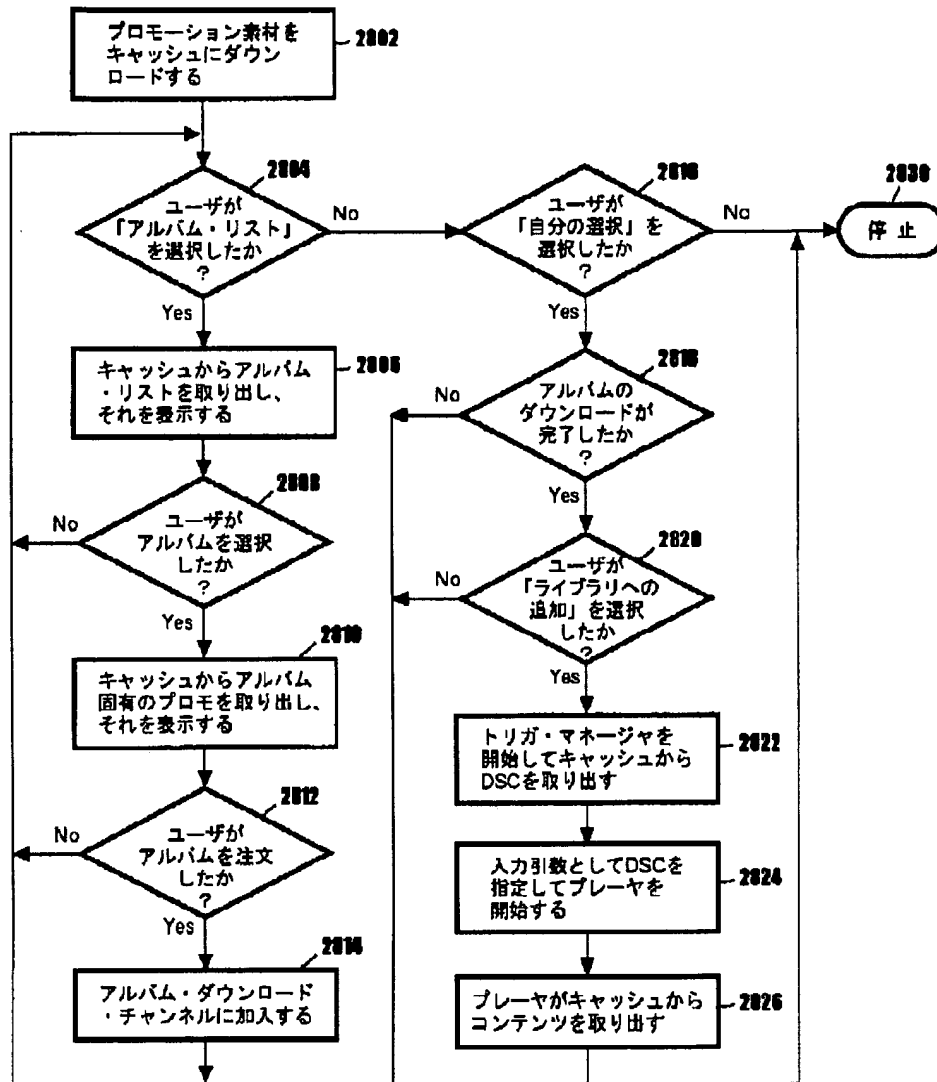 プロモーション素材を
キャッシュにダウン
ロードする
2802
2804
ユーザが
「アルバム・リスト」
を選択したか
?
No
Yes
2816
ユーザが
「自分の選択」を
選択したか
?
No
Yes
2830
停止
キャッシュからアルバム
・リストを取り出し、
それを表示する
2806
2818
アルバムの
ダウンロードが
完了したか
?
No
Yes
2808
ユーザが
アルバムを選択
したか
?
No
Yes
2820
ユーザが
「ライブラリへの
追加」を選択
したか
?
No
Yes
2810
キャッシュからアルバム
固有のプロモを取り出し、
それを表示する
トリガ・マネージャを
開始してキャッシュから
DSCを取り出す
2822
2812
ユーザが
アルバムを注文
したか
?
No
Yes
入力引数としてDSCを
指定してプレーヤを
開始する
2824
2814
アルバム・ダウンロード
・チャンネルに加入する
プレーヤがキャッシュから
コンテンツを取り出す
2826